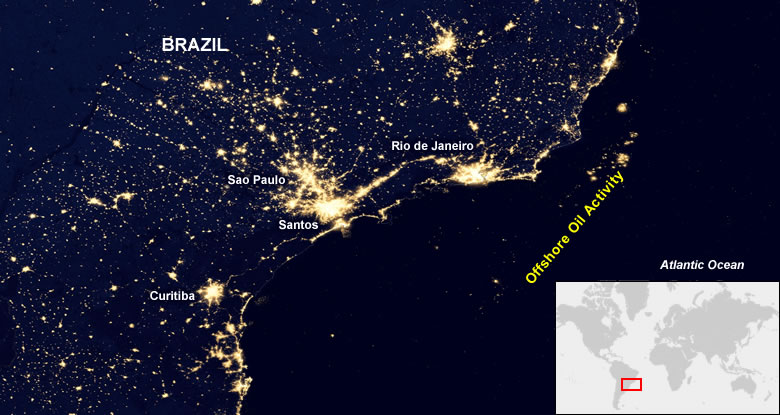 BRAZIL
Rio de Janeiro
Sao Paulo
Santos
Offshore Oil Activity
Atlantic Ocean
Curitiba